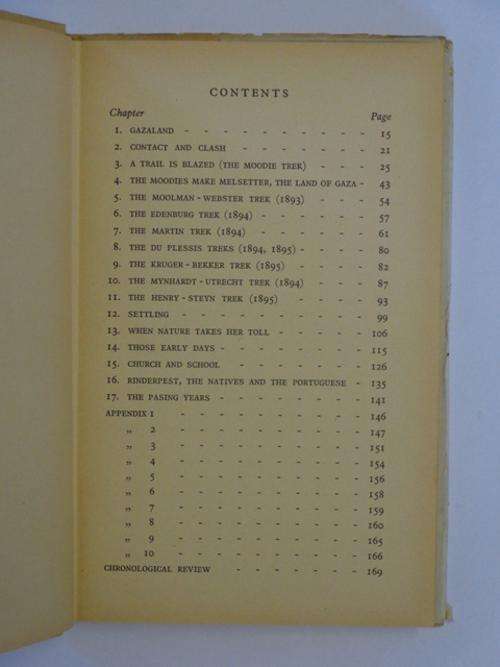 CONTENTS
Chapter Page
1. GAZALAND - - - - - - - - - - 15
2. CONTACT AND CLASH - - - - - - - 21
3. A TRAIL IS BLAZED (THE MOODIE TREK) - - - 25
4. THE MOODIES MAKE MELSETTER, THE LAND OF GAZA - 43
5. THE MOOLMAN-WEBSTER TREK (1893) - - - 54
6. THE EDENBURG TREK (1894) - - - - - - 57
7. THE MARTIN TREK (1894) - - - - - - 61
8. THE DU PLESSIS TREKS (1894, 1895) - - - - 80
9. THE KRUGER-BEKKER TREK (1895) - - - - 82
10. THE MYNHARDT-UTRECHT TREK (1894) - - - 87
11. THE HENRY-STEYN TREK (1895) - - - - 93
12. SETTLING - - - - - - - - - - 99
13. WHEN NATURE TAKES HER TOLL - - - - - 106
14. THOSE EARLY DAYS - - - - - - - - 115
15. CHURCH AND SCHOOL - - - - - - - 126
16. RINDERPEST, THE NATIVES AND THE PORTUGUESE - 135
17. THE PASING YEARS - - - - - - - - 141
APPENDIX 1 - - - - - - - - - - 146
„ 2 - - - - - - - - - - 147
„ 3 - - - - - - - - - - 151
„ 4 - - - - - - - - - - 154
„ 5 - - - - - - - - - - 156
„ 6 - - - - - - - - - - 158
„ 7 - - - - - - - - - - 159
„ 8 - - - - - - - - - - 160
„ 9 - - - - - - - - - - 165
„ 10 - - - - - - - - - - 166
CHRONOLOGICAL REVIEW - - - - - - - 169